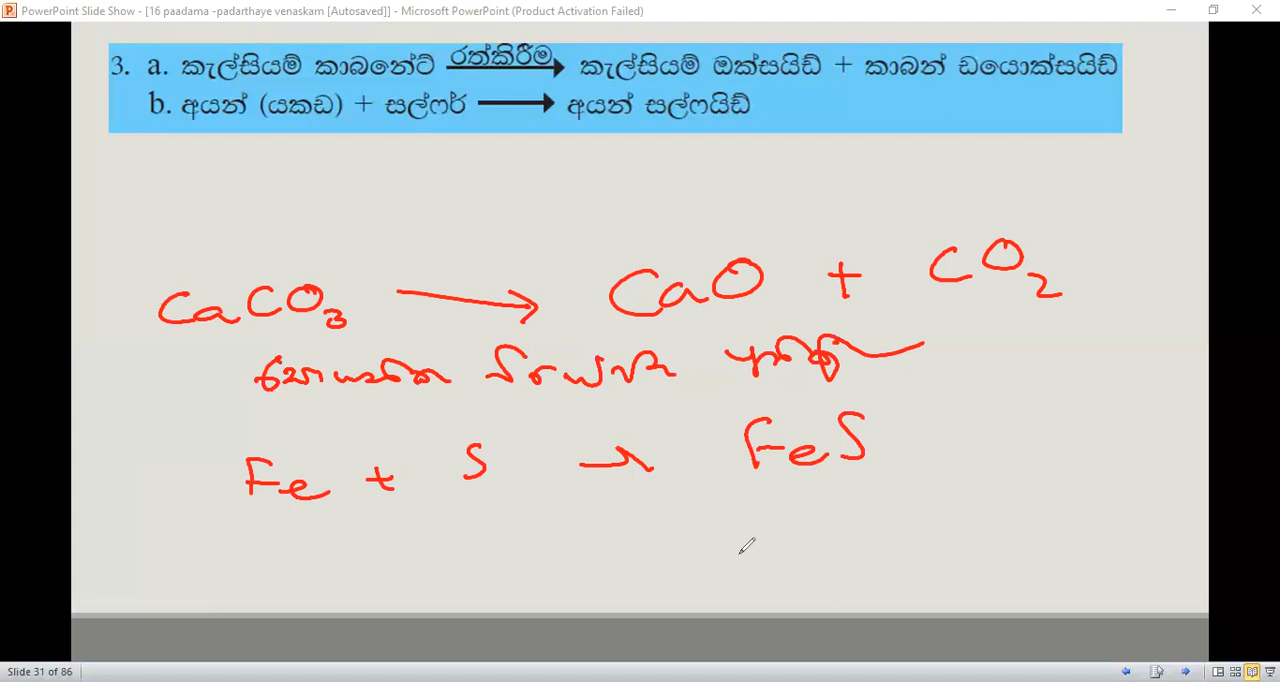 PowerPoint Slide Show - [16 paadama -padarthaye venaskam [Autosaved]] - Microsoft PowerPoint (Product Activation Failed)
3. a. කැල්සියම් කාබනේට් රත්කිරීම ⟶ කැල්සියම් ඔක්සයිඩ් + කාබන් ඩයොක්සයිඩ්
b. අයන් (යකඩ) + සල්ෆර් ⟶ අයන් සල්ෆයිඩ්
CaCO₃ → CaO + CO₂
Fe + S → FeS
Slide 31 of 86